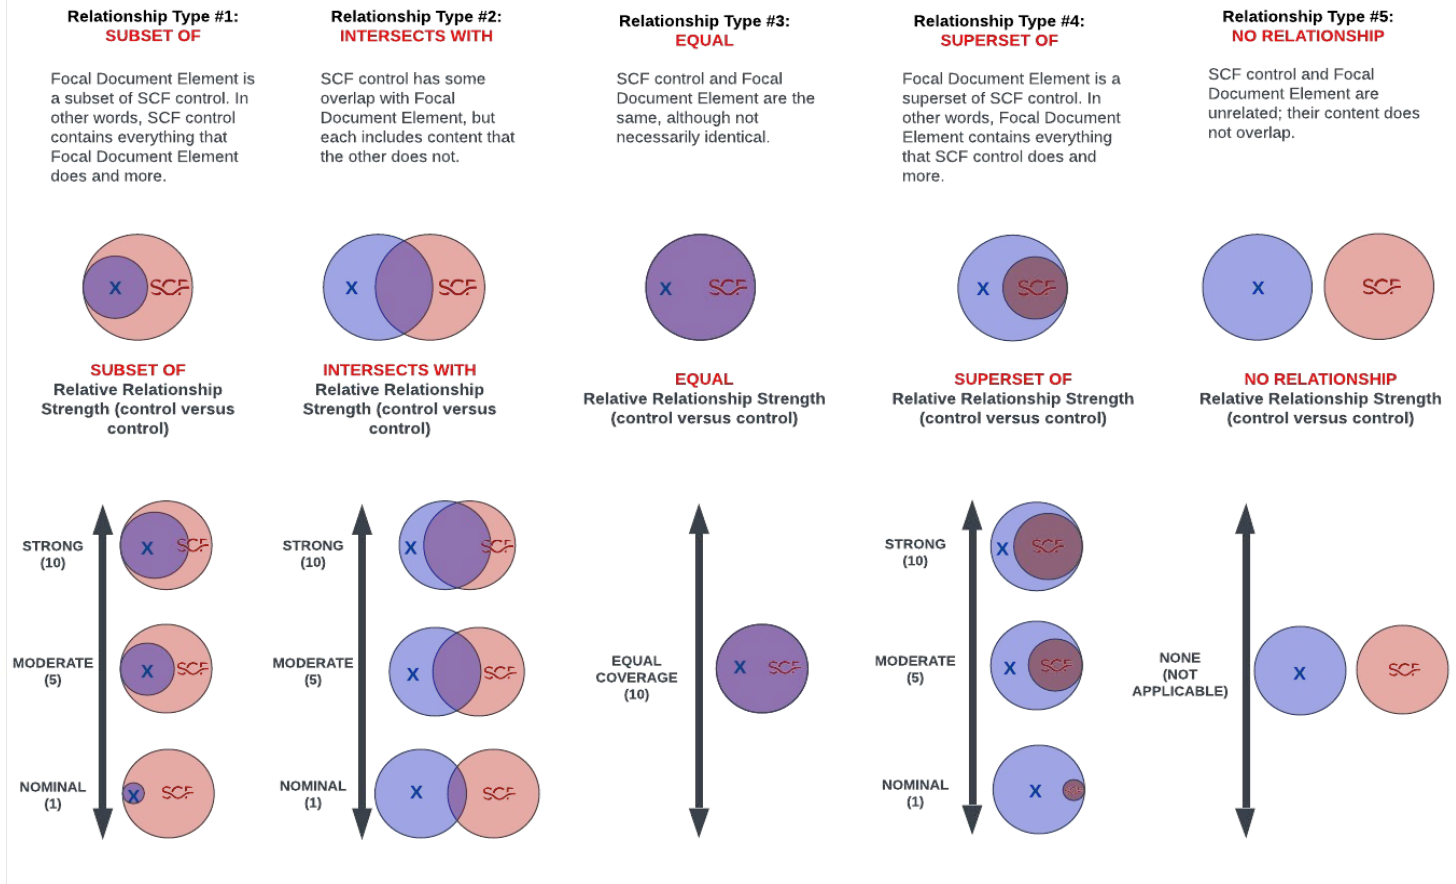 Relationship Type #1:
SUBSET OF
Focal Document Element is
a subset of SCF control. In
other words, SCF control
contains everything that
Focal Document Element
does and more.
X
SCF
SUBSET OF
Relative Relationship
Strength (control versus
control)
STRONG
(10)
X
SCF
MODERATE
(5)
X
SCF
NOMINAL
(1)
X
SCF
Relationship Type #2:
INTERSECTS WITH
SCF control has some
overlap with Focal
Document Element, but
each includes content that
the other does not.
X
SCF
INTERSECTS WITH
Relative Relationship
Strength (control versus
control)
STRONG
(10)
X
SCF
MODERATE
(5)
X
SCF
NOMINAL
(1)
X
SCF
Relationship Type #3:
EQUAL
SCF control and Focal
Document Element are the
same, although not
necessarily identical.
X
SCF
EQUAL
Relative Relationship Strength
(control versus control)
EQUAL
COVERAGE
(10)
X
SCF
Relationship Type #4:
SUPERSET OF
Focal Document Element is a
superset of SCF control. In
other words, Focal Document
Element contains everything
that SCF control does and
more.
X
SCF
SUPERSET OF
Relative Relationship Strength
(control versus control)
STRONG
(10)
X
SCF
MODERATE
(5)
X
SCF
NOMINAL
(1)
X
SCF
Relationship Type #5:
NO RELATIONSHIP
SCF control and Focal
Document Element are
unrelated; their content does
not overlap.
X
SCF
NO RELATIONSHIP
Relative Relationship Strength
(control versus control)
NONE
(NOT
APPLICABLE)
X
SCF